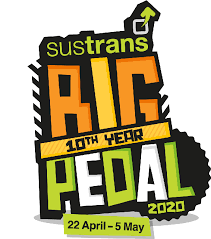 sustrans
BIG
10TH YEAR
PEDAL
2020
22 April – 5 May